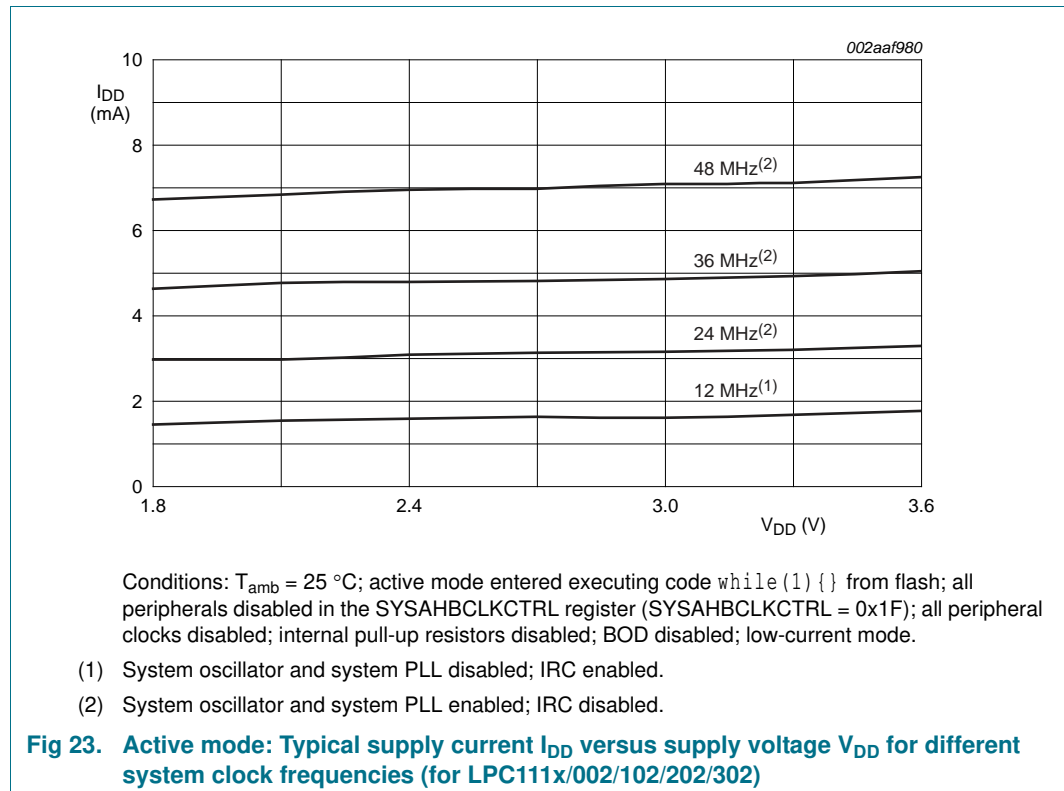 002aaf980
10
I_DD
(mA)
8
48 MHz(2)
6
36 MHz(2)
4
24 MHz(2)
2
12 MHz(1)
0
1.8
2.4
3.0
3.6
V_DD (V)
Conditions: T_amb = 25 °C; active mode entered executing code while(1){} from flash; all
peripherals disabled in the SYSAHBCLKCTRL register (SYSAHBCLKCTRL = 0x1F); all peripheral
clocks disabled; internal pull-up resistors disabled; BOD disabled; low-current mode.
(1) System oscillator and system PLL disabled; IRC enabled.
(2) System oscillator and system PLL enabled; IRC disabled.
Fig 23. Active mode: Typical supply current I_DD versus supply voltage V_DD for different
system clock frequencies (for LPC111x/002/102/202/302)